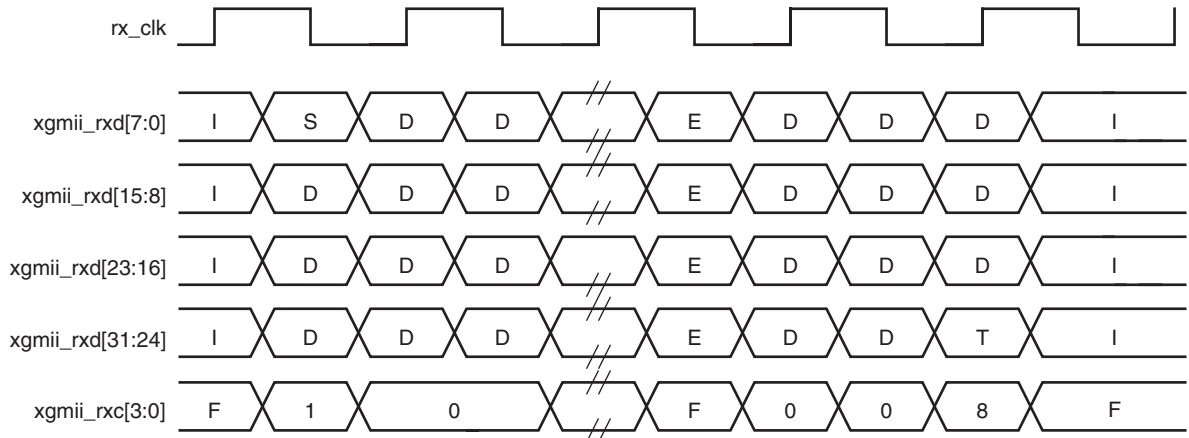 rx_clk
xgmii_rxd[7:0] I S D D E D D D I
xgmii_rxd[15:8] I D D D E D D D I
xgmii_rxd[23:16] I D D D E D D D I
xgmii_rxd[31:24] I D D D E D D T I
xgmii_rxc[3:0] F 1 0 F 0 0 8 F